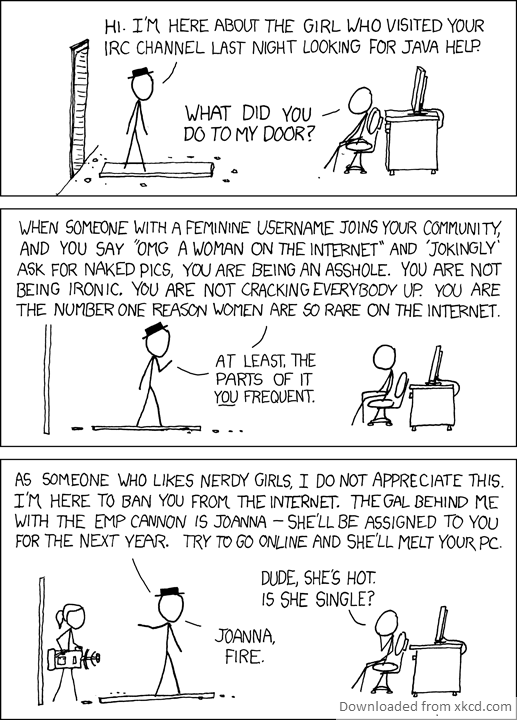 HI. I'M HERE ABOUT THE GIRL WHO VISITED YOUR
IRC CHANNEL LAST NIGHT LOOKING FOR JAVA HELP.
WHAT DID YOU
DO TO MY DOOR?
WHEN SOMEONE WITH A FEMININE USERNAME JOINS YOUR COMMUNITY,
AND YOU SAY "OMG A WOMAN ON THE INTERNET" AND 'JOKINGLY'
ASK FOR NAKED PICS, YOU ARE BEING AN ASSHOLE. YOU ARE NOT
BEING IRONIC. YOU ARE NOT CRACKING EVERYBODY UP. YOU ARE
THE NUMBER ONE REASON WOMEN ARE SO RARE ON THE INTERNET.
AT LEAST, THE
PARTS OF IT
YOU FREQUENT.
AS SOMEONE WHO LIKES NERDY GIRLS, I DO NOT APPRECIATE THIS.
I'M HERE TO BAN YOU FROM THE INTERNET. THE GAL BEHIND ME
WITH THE EMP CANNON IS JOANNA – SHE'LL BE ASSIGNED TO YOU
FOR THE NEXT YEAR. TRY TO GO ONLINE AND SHE'LL MELT YOUR PC.
DUDE, SHE'S HOT.
IS SHE SINGLE?
JOANNA,
FIRE.
Downloaded from xkcd.com